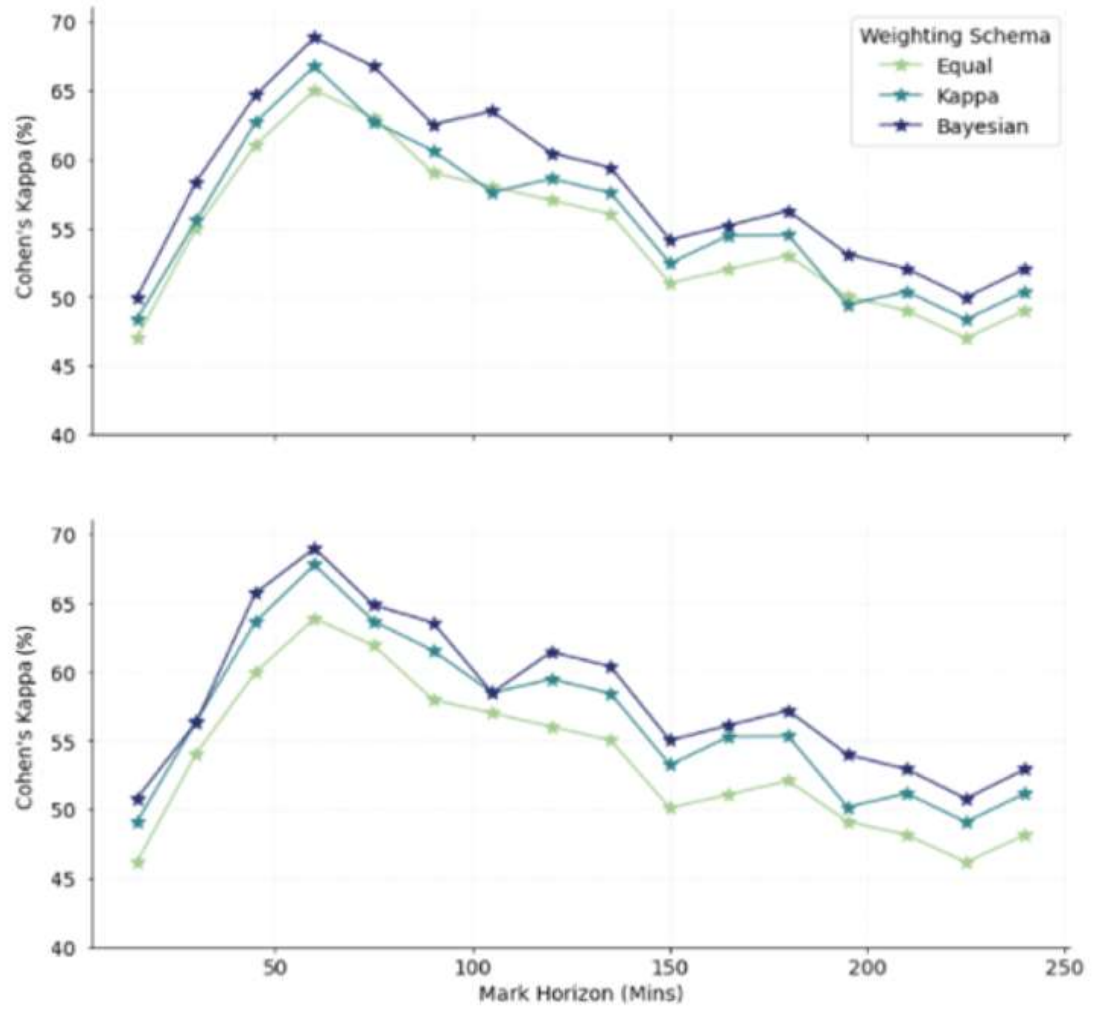 70
65
60
55
50
45
40
Cohen's Kappa (%)
Weighting Schema
Equal
Kappa
Bayesian
70
65
60
55
50
45
40
Cohen's Kappa (%)
50 100 150 200 250
Mark Horizon (Mins)